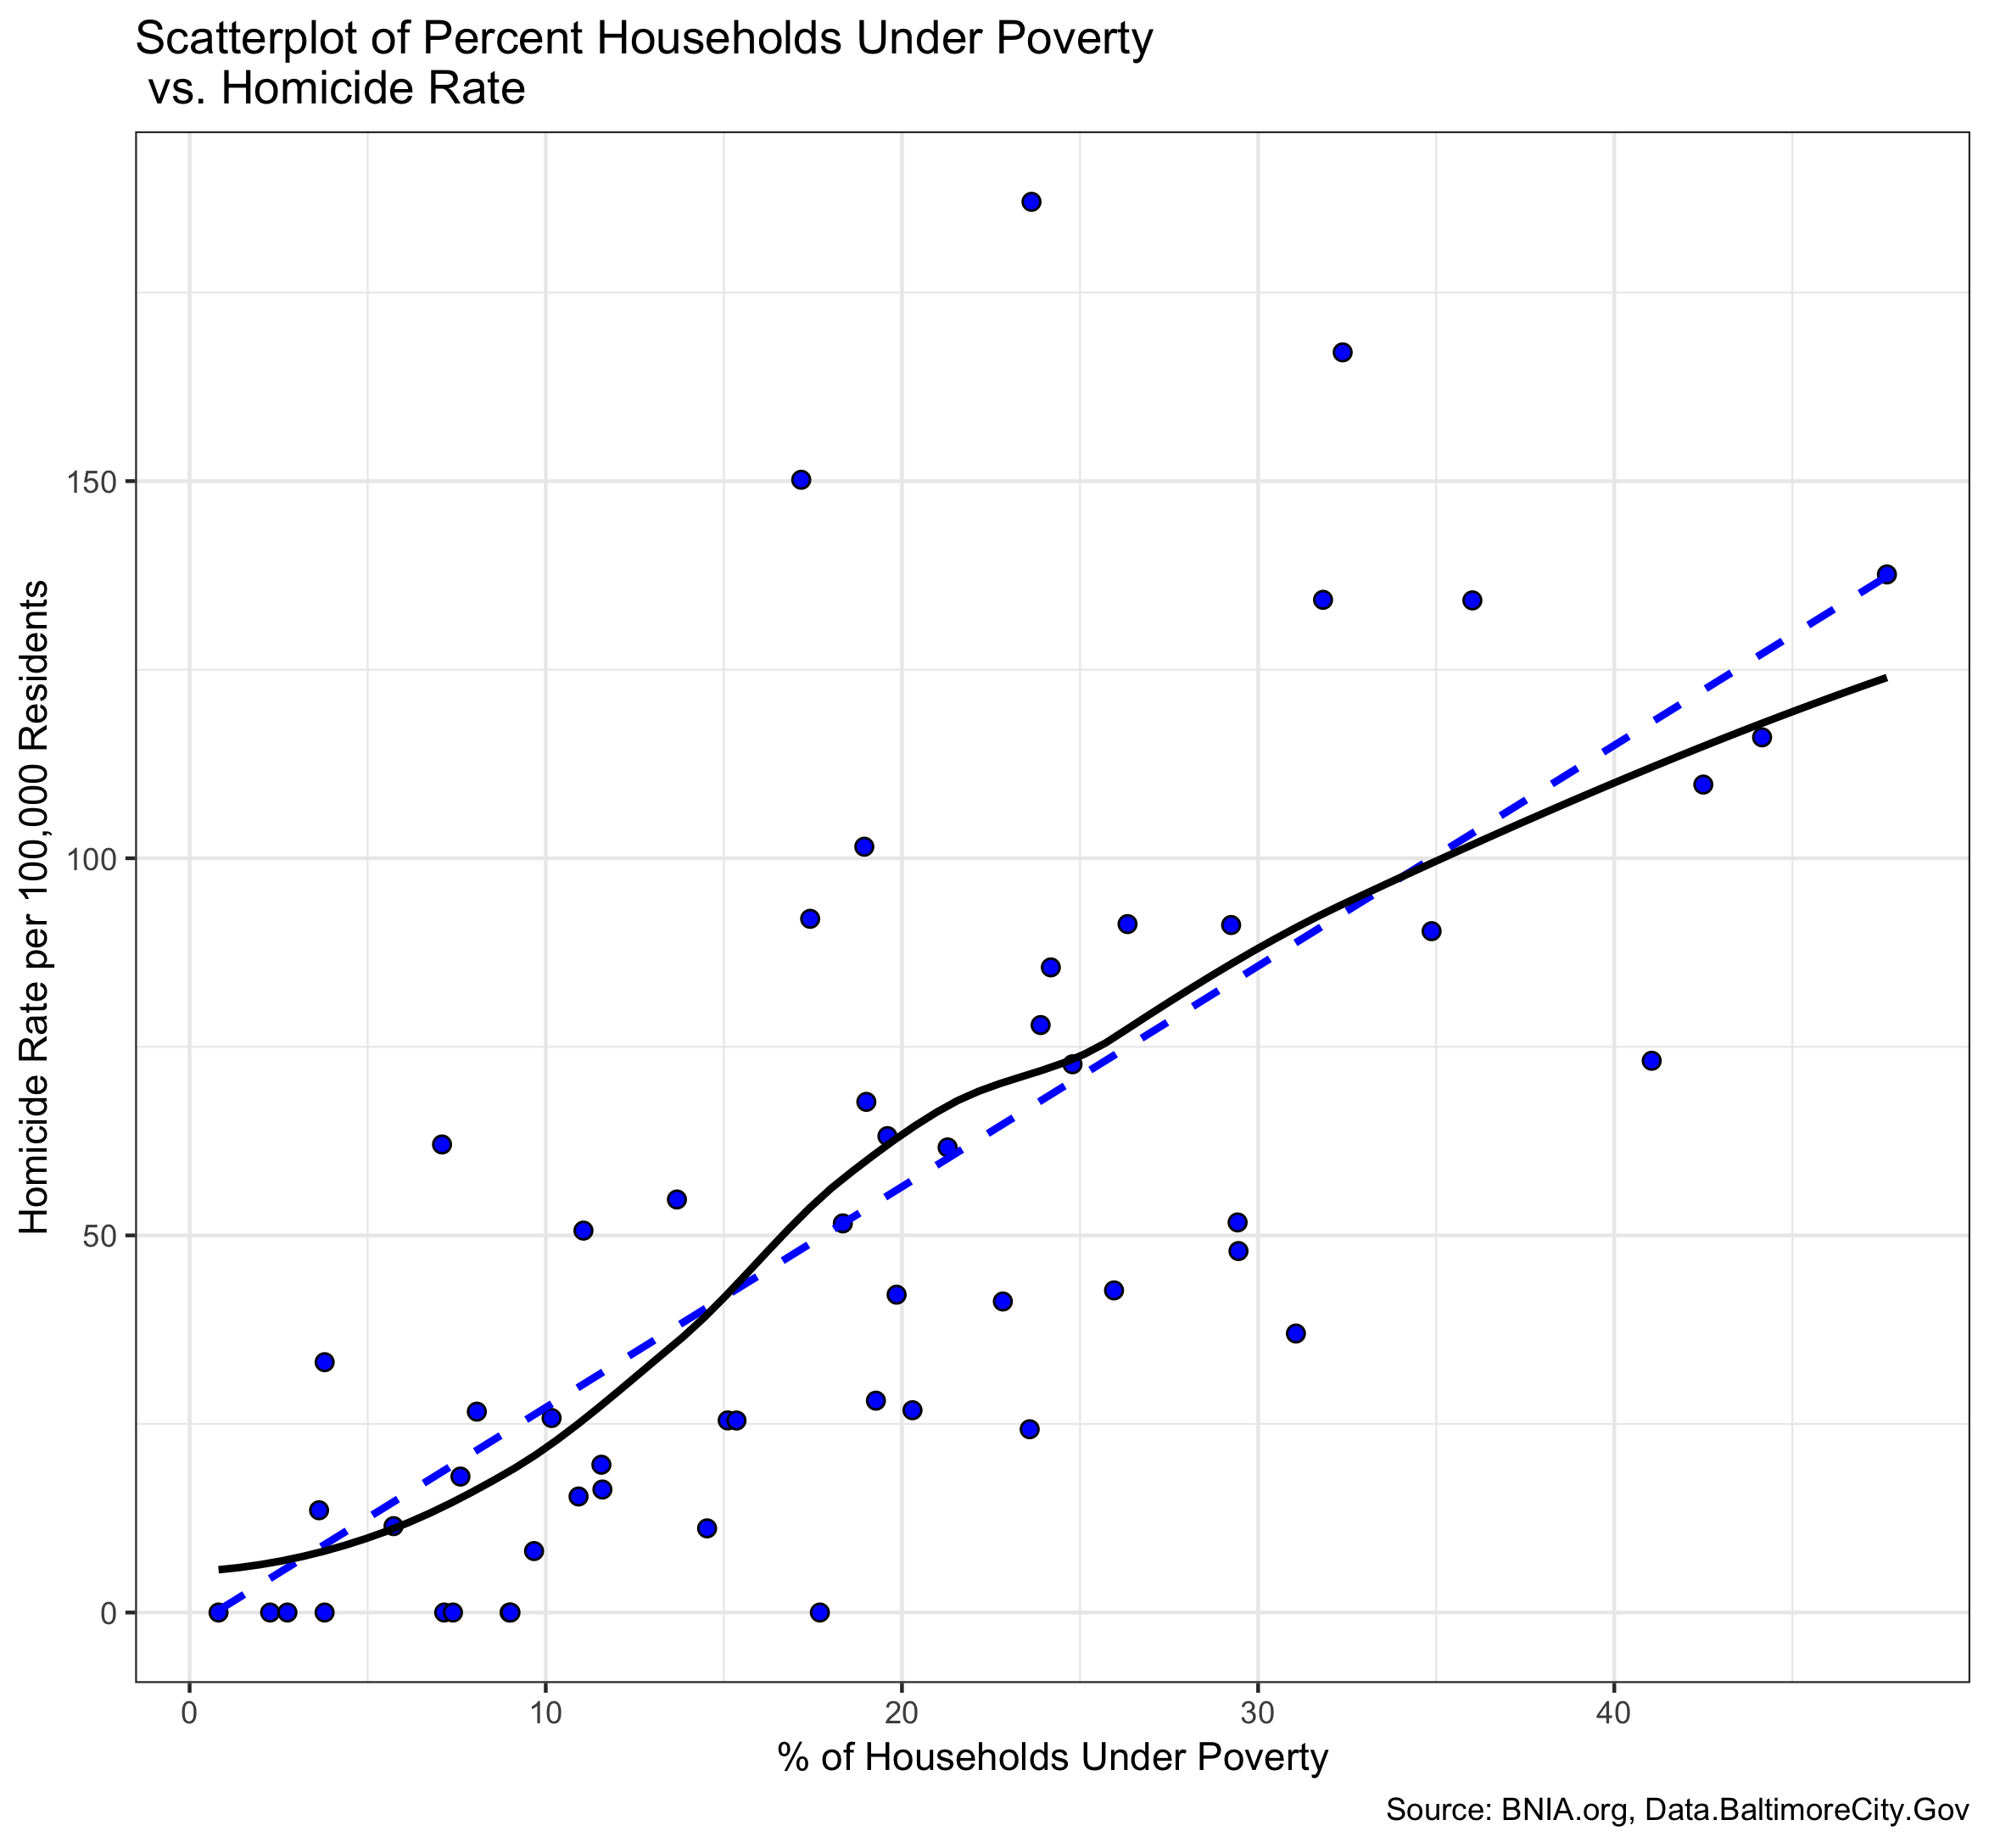 Scatterplot of Percent Households Under Poverty
vs. Homicide Rate
Homicide Rate per 100,000 Residents
150
100
50
0
0 10 20 30 40
% of Households Under Poverty
Source: BNIA.org, Data.BaltimoreCity.Gov